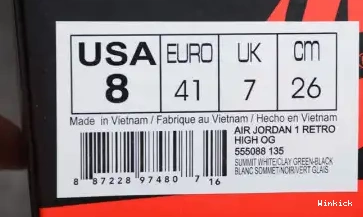 USA EURO UK cm
8 41 7 26
Made in Vietnam / Fabrique au Vietnam / Hecho en Vietnam
AIR JORDAN 1 RETRO
HIGH OG
555088 135
SUMMIT WHITE/CLAY GREEN-BLACK
BLANC SOMMET/NOIR/VERT GLAIS
8 87228 97480 7 16
Winkick